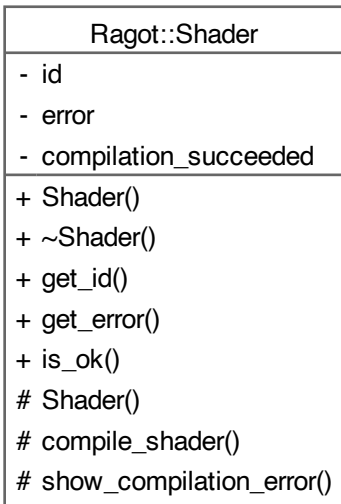 Ragot::Shader
- id
- error
- compilation_succeeded
+ Shader()
+ ~Shader()
+ get_id()
+ get_error()
+ is_ok()
# Shader()
# compile_shader()
# show_compilation_error()